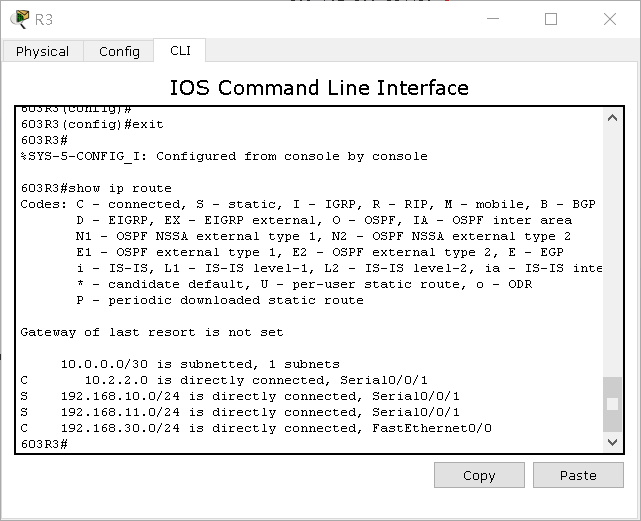 R3
Physical Config CLI
IOS Command Line Interface
603R3(config)#
603R3(config)#exit
603R3#
%SYS-5-CONFIG_I: Configured from console by console
603R3#show ip route
Codes: C - connected, S - static, I - IGRP, R - RIP, M - mobile, B - BGP
D - EIGRP, EX - EIGRP external, O - OSPF, IA - OSPF inter area
N1 - OSPF NSSA external type 1, N2 - OSPF NSSA external type 2
E1 - OSPF external type 1, E2 - OSPF external type 2, E - EGP
i - IS-IS, L1 - IS-IS level-1, L2 - IS-IS level-2, ia - IS-IS inte
* - candidate default, U - per-user static route, o - ODR
P - periodic downloaded static route
Gateway of last resort is not set
10.0.0.0/30 is subnetted, 1 subnets
C 10.2.2.0 is directly connected, Serial0/0/1
S 192.168.10.0/24 is directly connected, Serial0/0/1
S 192.168.11.0/24 is directly connected, Serial0/0/1
C 192.168.30.0/24 is directly connected, FastEthernet0/0
603R3#
Copy Paste